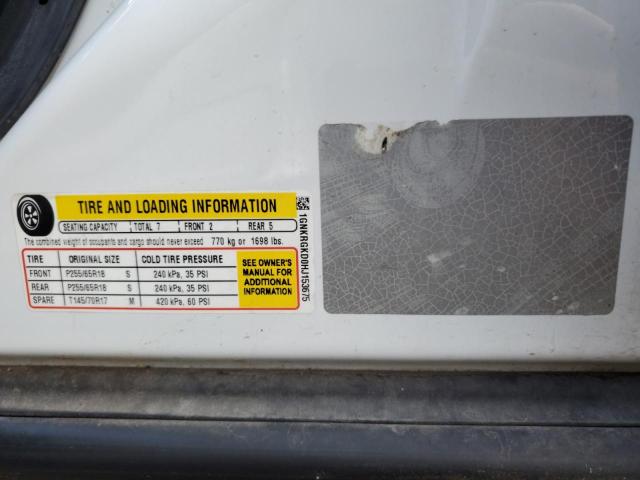 TIRE AND LOADING INFORMATION
SEATING CAPACITY TOTAL 7 FRONT 2 REAR 5
The combined weight of occupants and cargo should never exceed 770 kg or 1698 lbs.
TIRE ORIGINAL SIZE COLD TIRE PRESSURE
FRONT P255/65R18 S 240 kPa, 35 PSI
REAR P255/65R18 S 240 kPa, 35 PSI
SPARE T145/70R17 M 420 kPa, 60 PSI
SEE OWNER'S
MANUAL FOR
ADDITIONAL
INFORMATION
1GNKRGKD0HJ153675